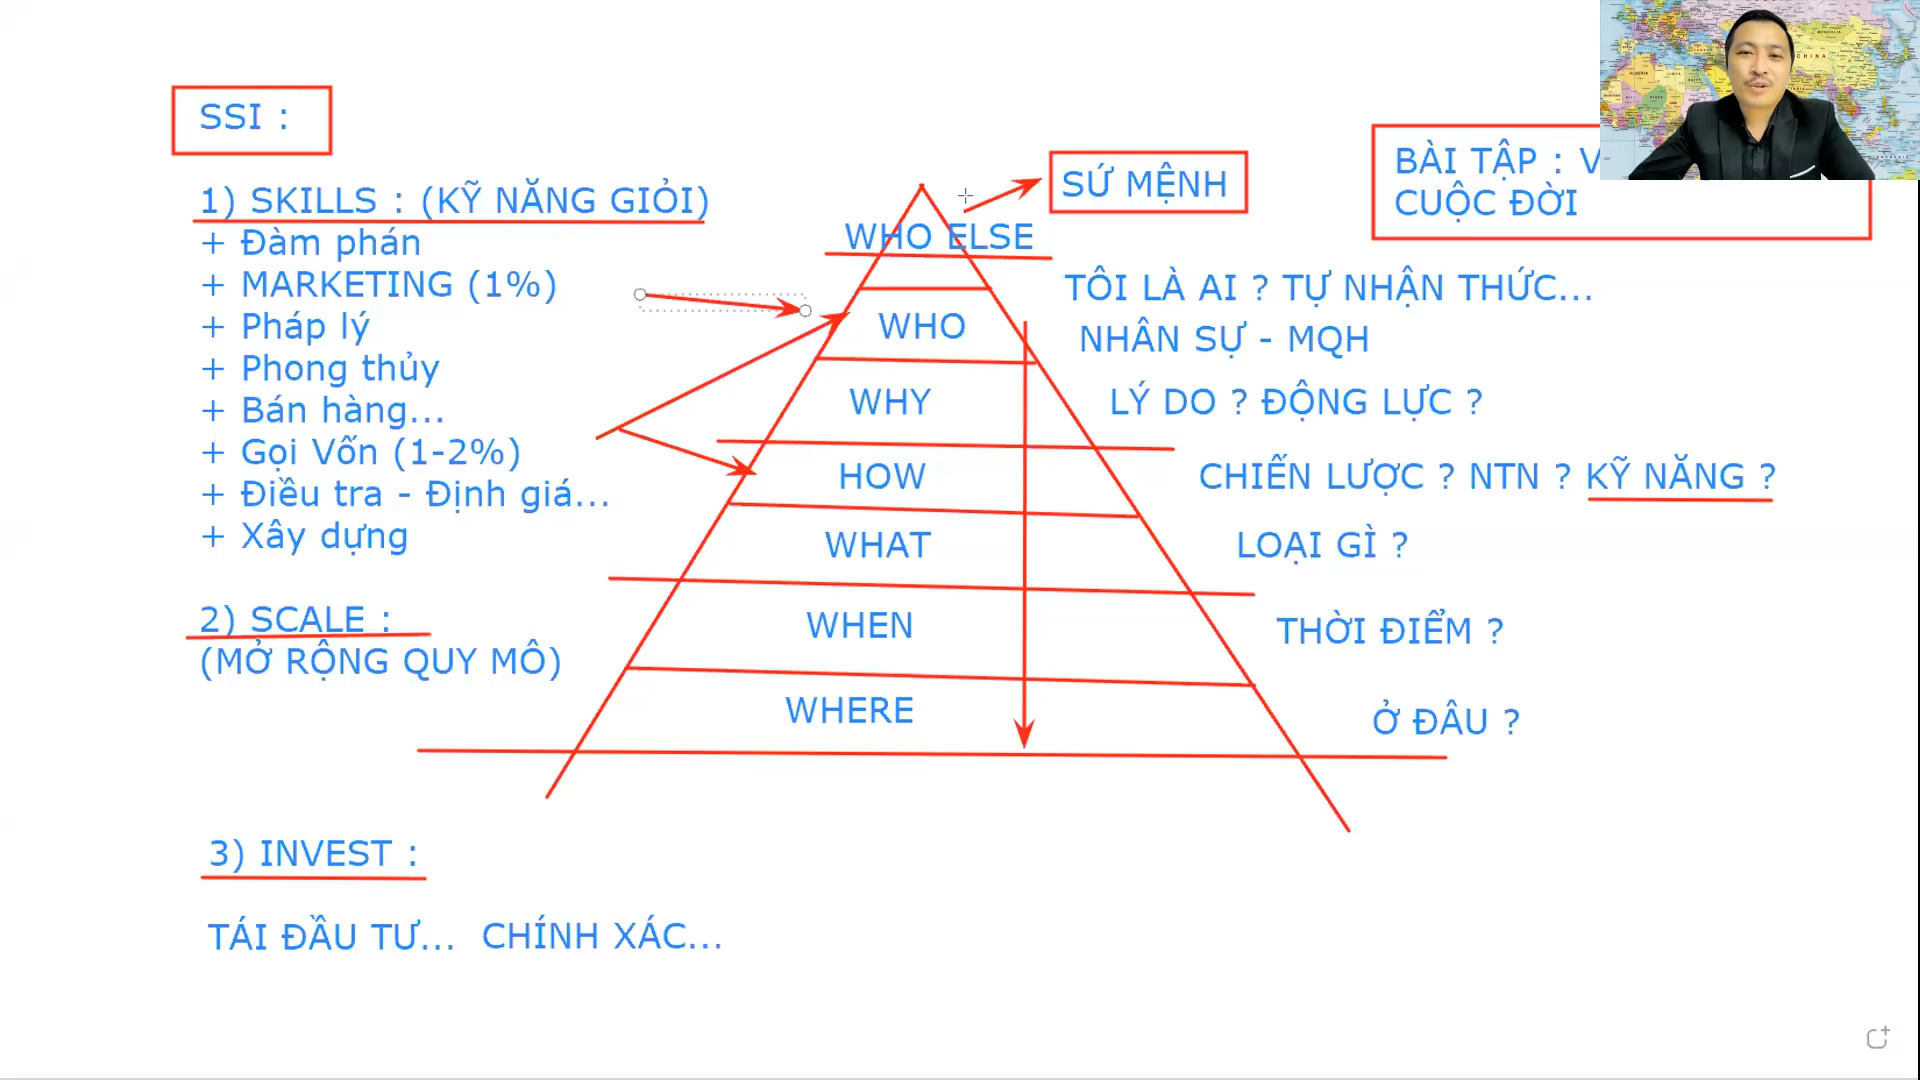 SSI :
1) SKILLS : (KỸ NĂNG GIỎI)
+ Đàm phán
+ MARKETING (1%)
+ Pháp lý
+ Phong thủy
+ Bán hàng...
+ Gọi Vốn (1-2%)
+ Điều tra - Định giá...
+ Xây dựng
2) SCALE :
(MỞ RỘNG QUY MÔ)
3) INVEST :
TÁI ĐẦU TƯ... CHÍNH XÁC...
SỨ MỆNH
WHO ELSE
WHO
WHY
HOW
WHAT
WHEN
WHERE
TÔI LÀ AI ? TỰ NHẬN THỨC...
NHÂN SỰ - MQH
LÝ DO ? ĐỘNG LỰC ?
CHIẾN LƯỢC ? NTN ? KỸ NĂNG ?
LOẠI GÌ ?
THỜI ĐIỂM ?
Ở ĐÂU ?
BÀI TẬP :
CUỘC ĐỜI